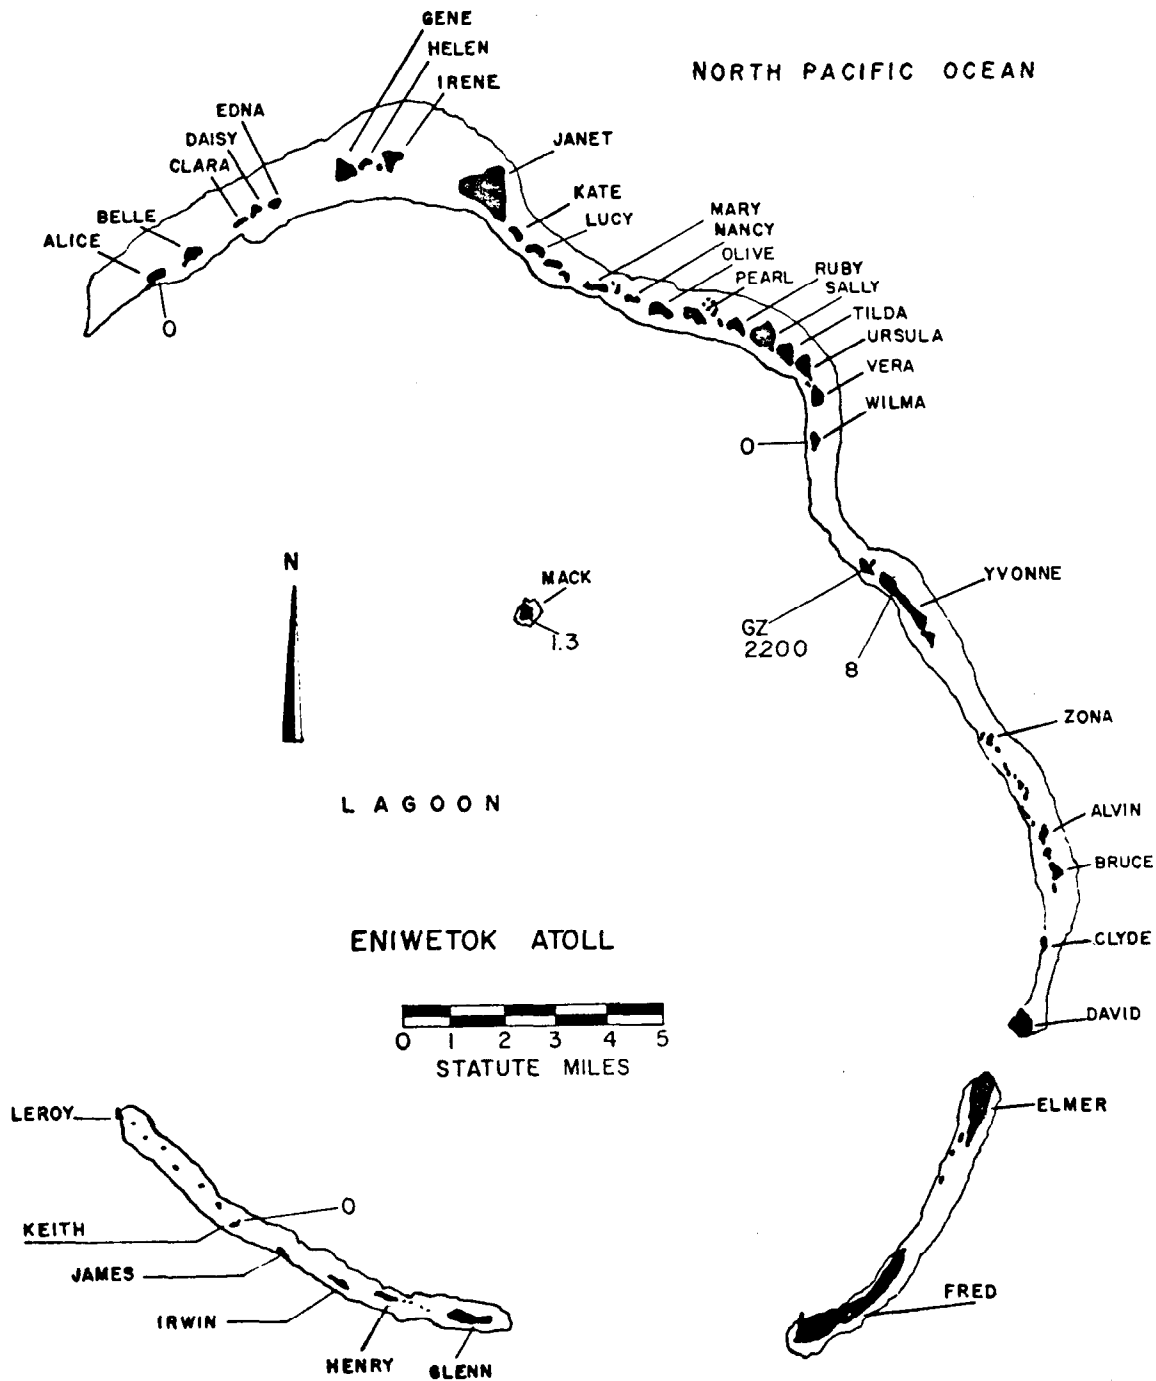 GENE
HELEN
IRENE
NORTH PACIFIC OCEAN
EDNA
DAISY
CLARA
BELLE
ALICE
0
JANET
KATE
LUCY
MARY
NANCY
OLIVE
PEARL
RUBY
SALLY
TILDA
URSULA
VERA
WILMA
0
N
MACK
1.3
YVONNE
GZ
2200
8
ZONA
LAGOON
ALVIN
BRUCE
ENIWETOK ATOLL
CLYDE
DAVID
0 1 2 3 4 5
STATUTE MILES
LEROY
ELMER
0
KEITH
JAMES
IRWIN
HENRY
GLENN
FRED